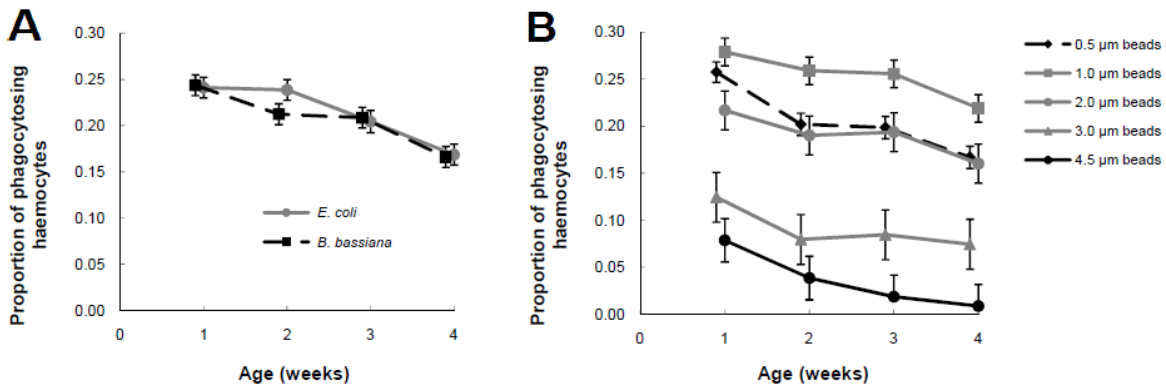 A
Proportion of phagocytosing
haemocytes
0.30
0.25
0.20
0.15
0.10
0.05
0.00
E. coli
B. bassiana
0 1 2 3 4
Age (weeks)
B
Proportion of phagocytosing
haemocytes
0.30
0.25
0.20
0.15
0.10
0.05
0.00
0 1 2 3 4
Age (weeks)
0.5 µm beads
1.0 µm beads
2.0 µm beads
3.0 µm beads
4.5 µm beads